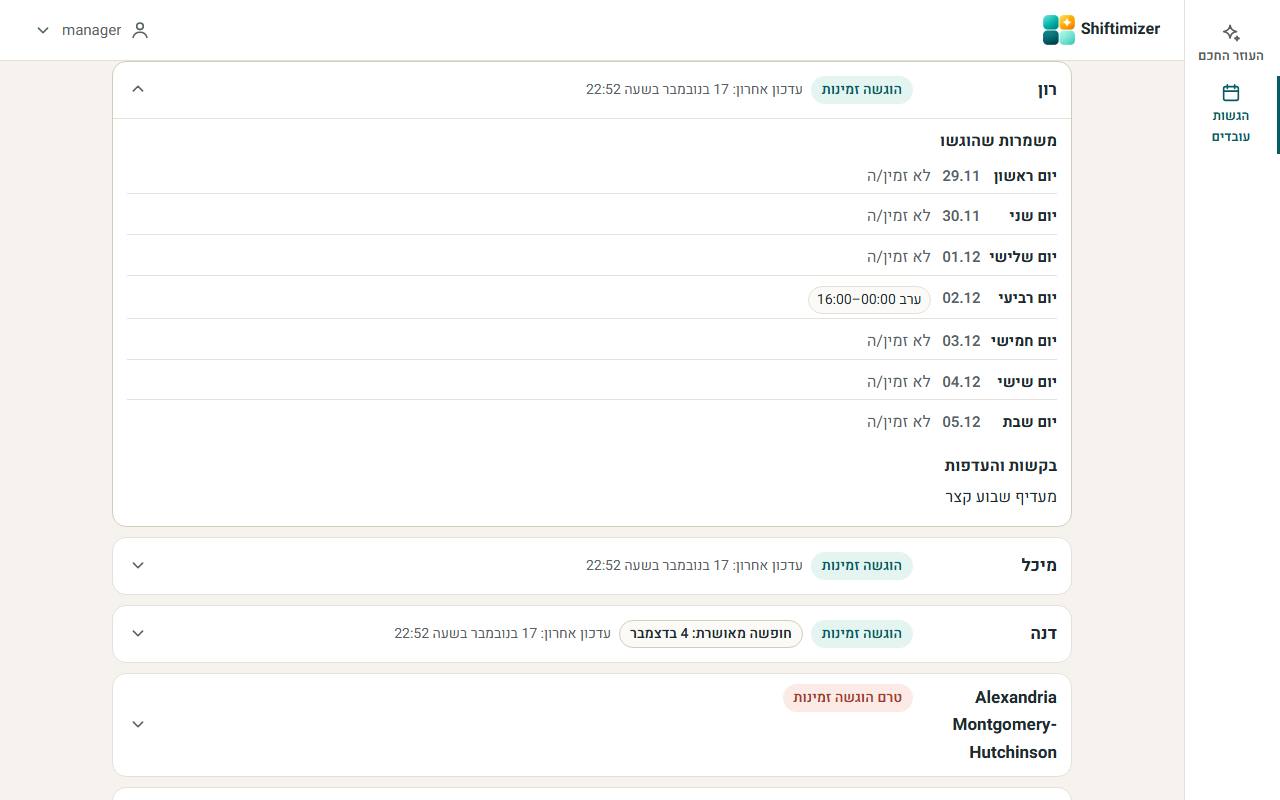 העוזר החכם
הגשות
עובדים
Shiftimizer
manager
רון
הוגשה זמינות
עדכון אחרון: 17 בנובמבר בשעה 22:52
משמרות שהוגשו
יום ראשון 29.11 לא זמין/ה
יום שני 30.11 לא זמין/ה
יום שלישי 01.12 לא זמין/ה
יום רביעי 02.12 ערב 16:00–00:00
יום חמישי 03.12 לא זמין/ה
יום שישי 04.12 לא זמין/ה
יום שבת 05.12 לא זמין/ה
בקשות והעדפות
מעדיף שבוע קצר
מיכל
הוגשה זמינות
עדכון אחרון: 17 בנובמבר בשעה 22:52
דנה
הוגשה זמינות
חופשה מאושרת: 4 בדצמבר
עדכון אחרון: 17 בנובמבר בשעה 22:52
Alexandria
Montgomery-
Hutchinson
טרם הוגשה זמינות